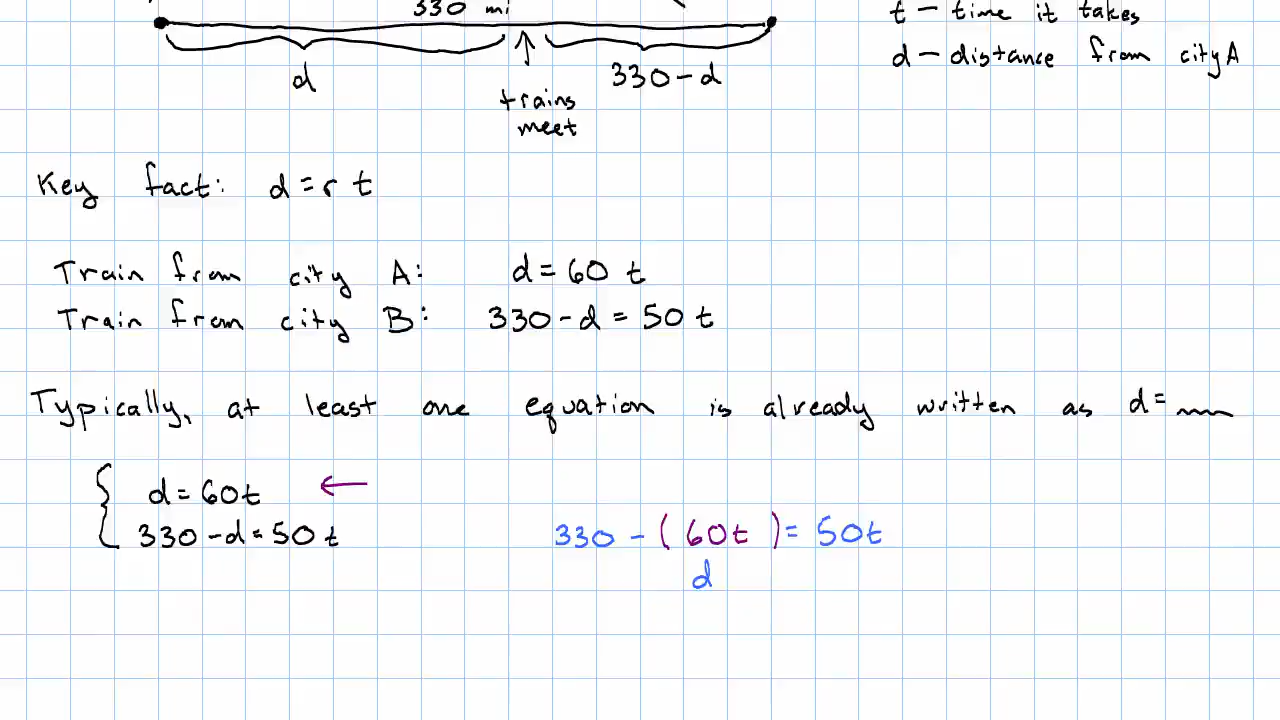 330 mi
t – time it takes
d – distance from city A
d
330 – d
trains
meet
Key fact: d = r t
Train from city A: d = 60 t
Train from city B: 330 – d = 50 t
Typically, at least one equation is already written as d =
d = 60t
330 – d = 50 t
330 – ( 60t ) = 50t
d